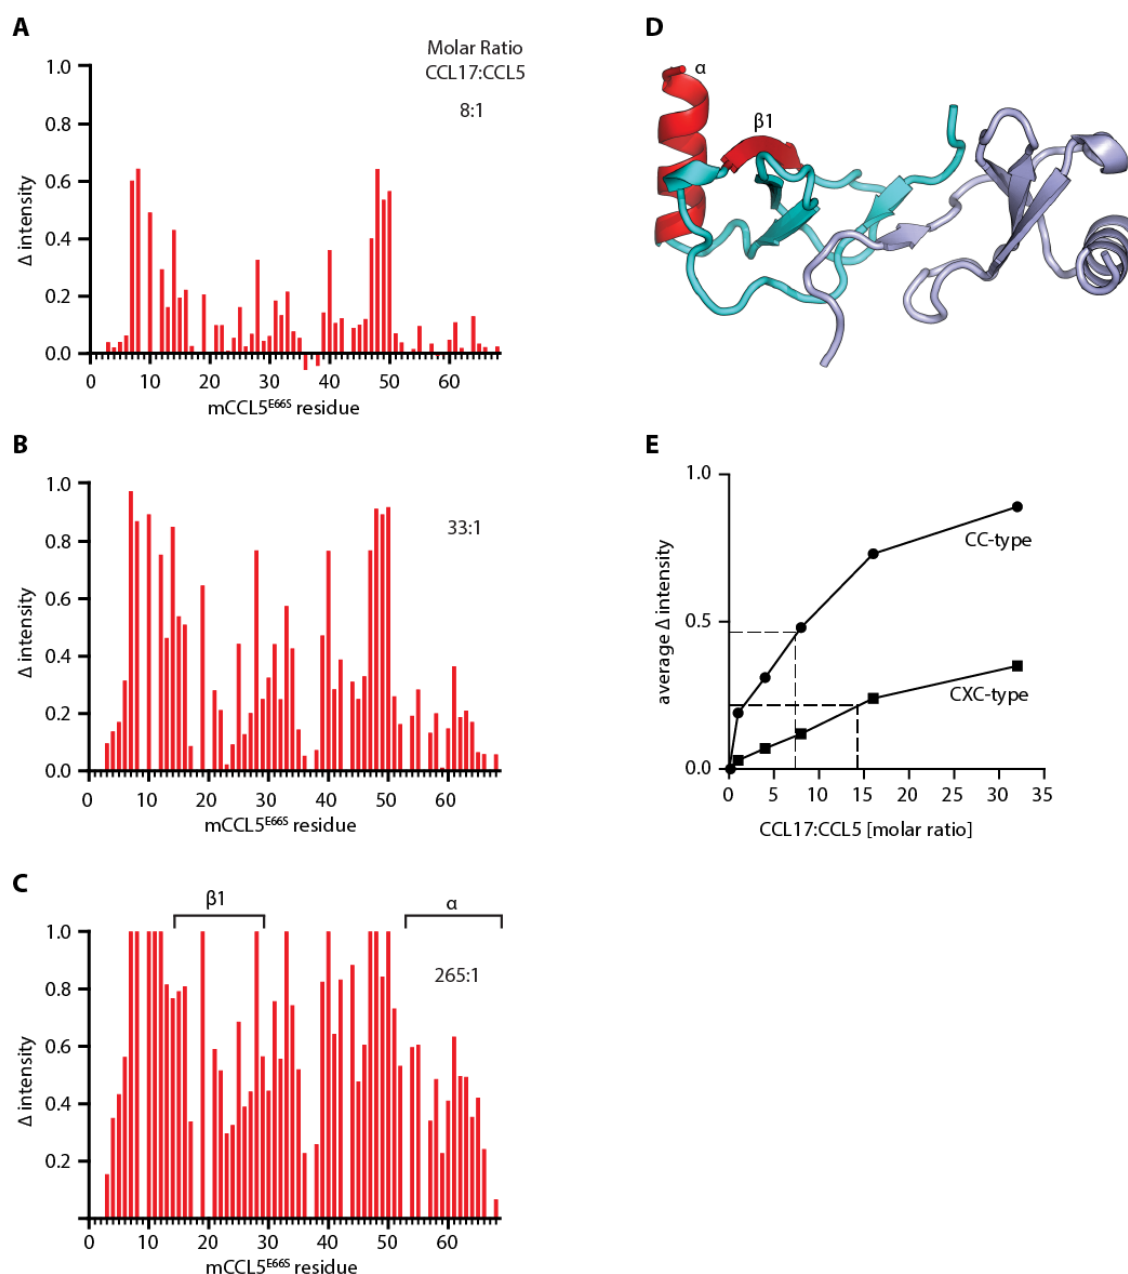 A
Molar Ratio
CCL17:CCL5
8:1
Δ intensity
1.0
0.8
0.6
0.4
0.2
0.0
0 10 20 30 40 50 60
mCCL5E66S residue
B
33:1
Δ intensity
1.0
0.8
0.6
0.4
0.2
0.0
0 10 20 30 40 50 60
mCCL5E66S residue
C
β1 α
265:1
Δ intensity
1.0
0.8
0.6
0.4
0.2
0 10 20 30 40 50 60
mCCL5E66S residue
D
α
β1
E
average Δ intensity
1.0
0.5
0.0
CC-type
CXC-type
0 5 10 15 20 25 30 35
CCL17:CCL5 [molar ratio]